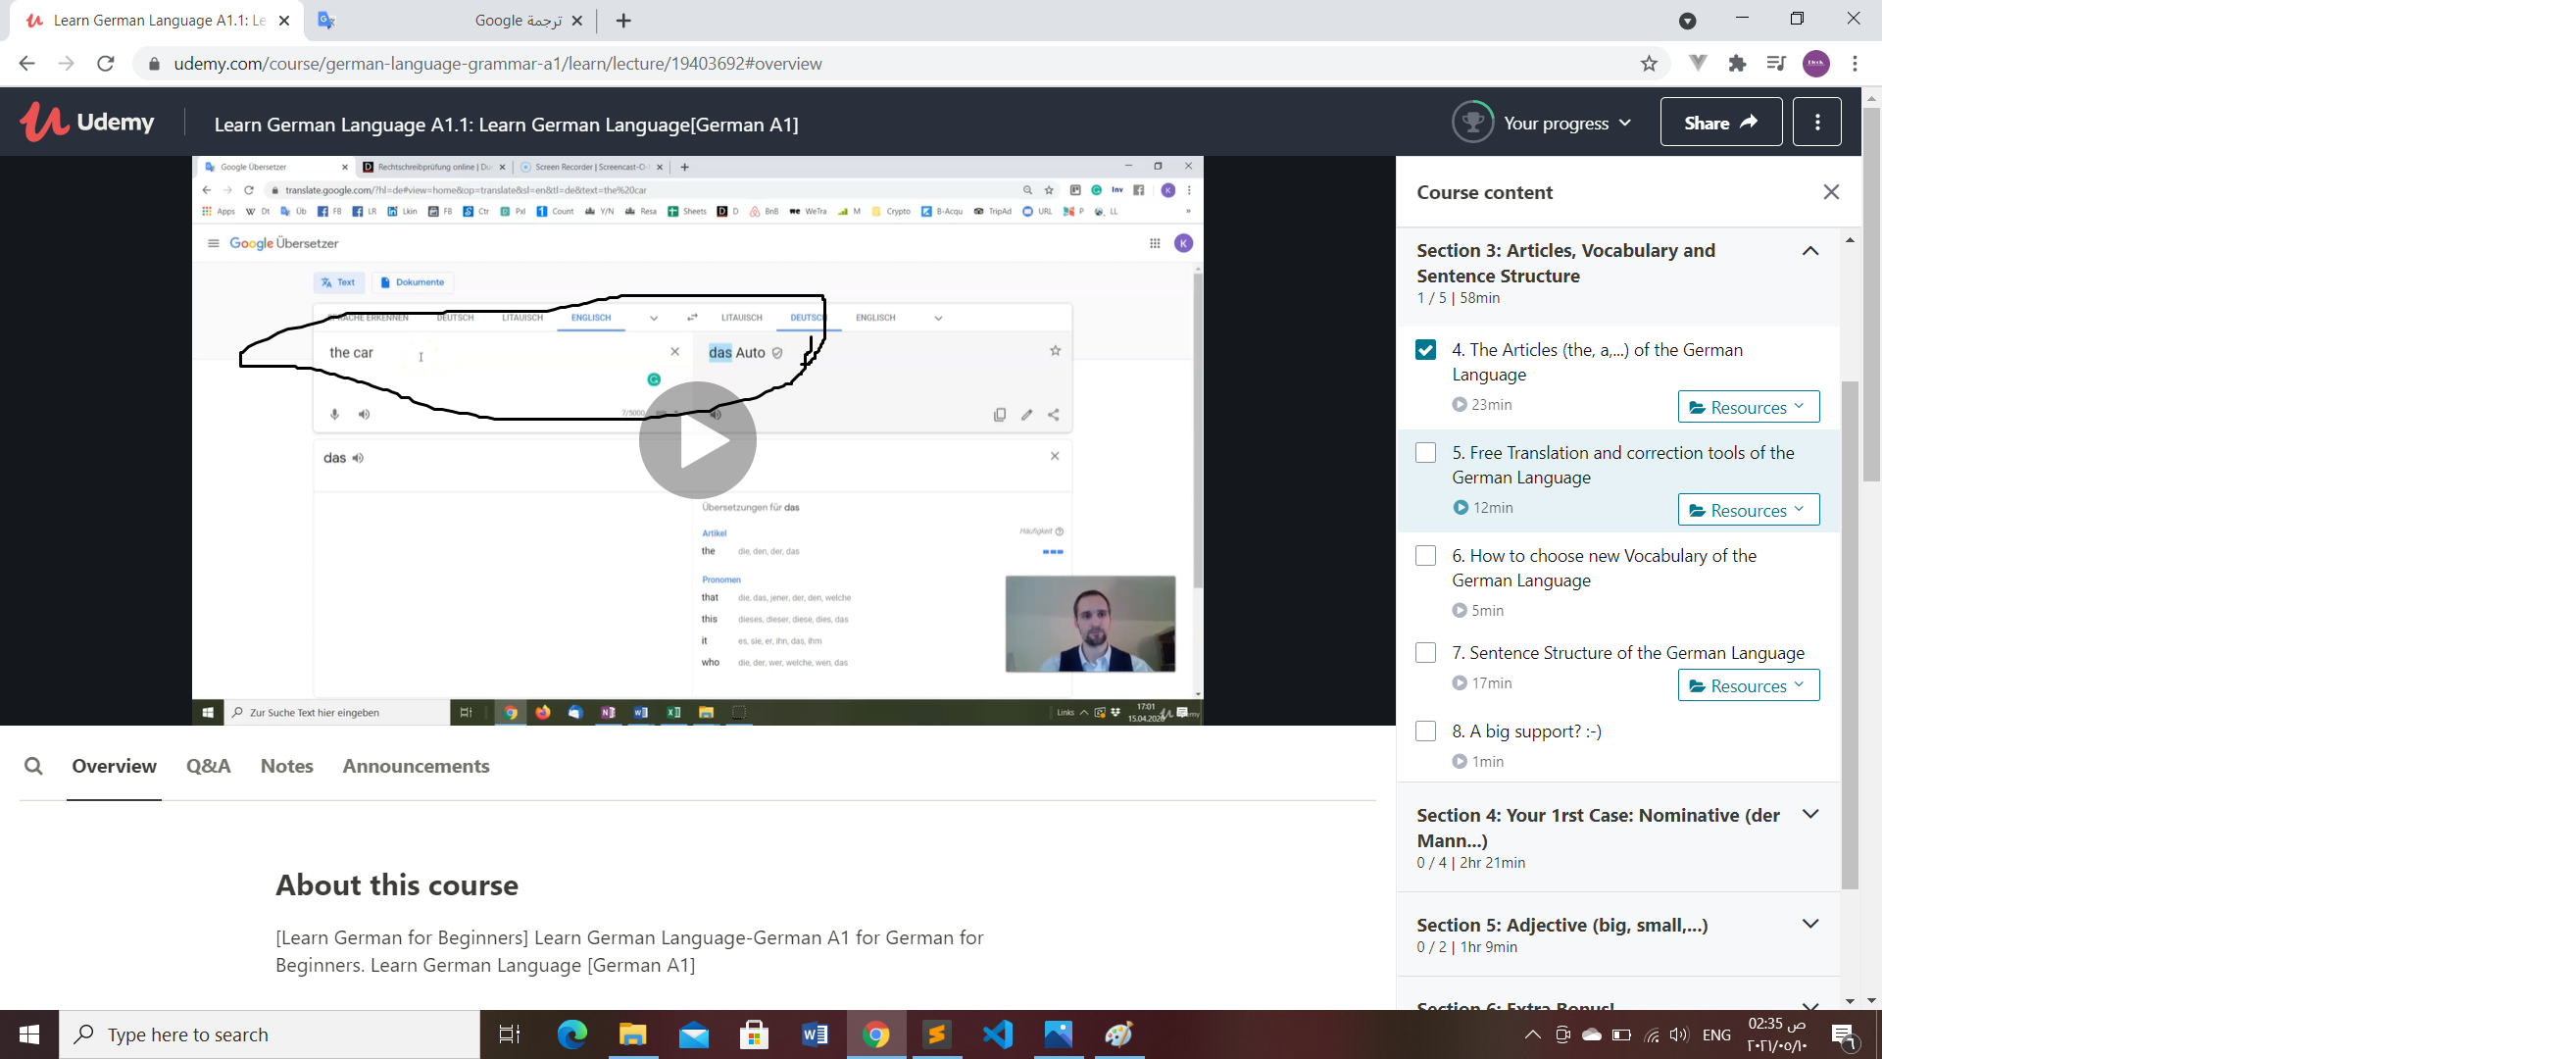 Learn German Language A1.1: Le
ترجمة Google
udemy.com/course/german-language-grammar-a1/learn/lecture/19403692#overview
Udemy
Learn German Language A1.1: Learn German Language[German A1]
Your progress
Share
Google Übersetzer
Rechtschreibprüfung online | Du
Screen Recorder | Screencast-O-
translate.google.com/?hl=de#view=home&op=translate&sl=en&tl=de&text=the%20car
Apps Dt Üb FB LR Lkin FB Ctr Pxl Count Y/N Resa Sheets D BnB WeTra M Crypto B-Acqu TripAd URL P LL
Google Übersetzer
K
Text
Dokumente
SPRACHE ERKENNEN DEUTSCH LITAUISCH ENGLISCH
LITAUISCH DEUTSCH ENGLISCH
the car
das Auto
7/5000
das
Übersetzungen für das
Artikel
Häufigkeit
the die, den, der, das
Pronomen
that die, das, jener, der, den, welche
this dieses, dieser, diese, dies, das
it es, sie, er, ihn, das, ihm
who die, der, wer, welche, wen, das
Zur Suche Text hier eingeben
Links
17:01
Course content
Section 3: Articles, Vocabulary and
Sentence Structure
1 / 5 | 58min
4. The Articles (the, a,...) of the German
Language
23min
Resources
5. Free Translation and correction tools of the
German Language
12min
Resources
6. How to choose new Vocabulary of the
German Language
5min
7. Sentence Structure of the German Language
17min
Resources
8. A big support? :-)
1min
Section 4: Your 1rst Case: Nominative (der
Mann...)
0 / 4 | 2hr 21min
Section 5: Adjective (big, small,...)
0 / 2 | 1hr 9min
Section 6: Extra Bonus!
Overview
Q&A
Notes
Announcements
About this course
[Learn German for Beginners] Learn German Language-German A1 for German for
Beginners. Learn German Language [German A1]
Type here to search
ENG
02:35 ص
٢٠٢١/٠٥/١٠